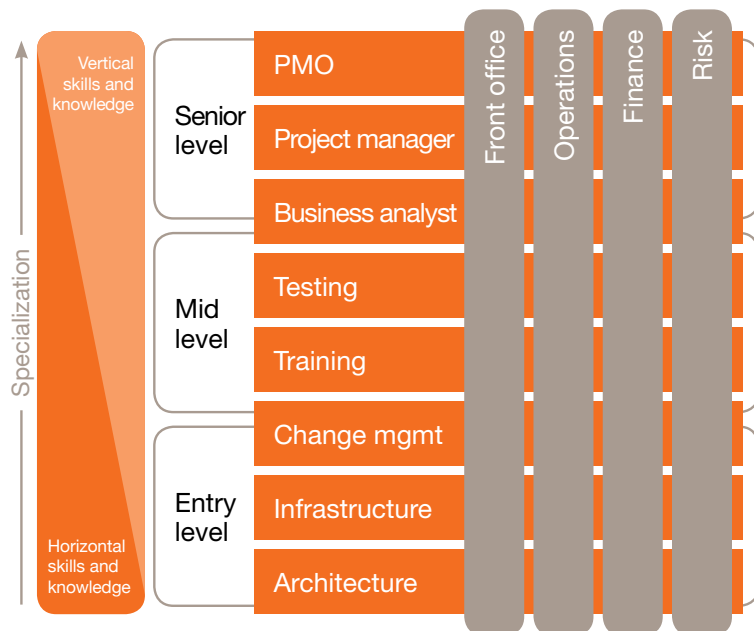 Specialization
Vertical
skills and
knowledge
Horizontal
skills and
knowledge
Senior
level
Mid
level
Entry
level
PMO
Project manager
Business analyst
Testing
Training
Change mgmt
Infrastructure
Architecture
Front office
Operations
Finance
Risk